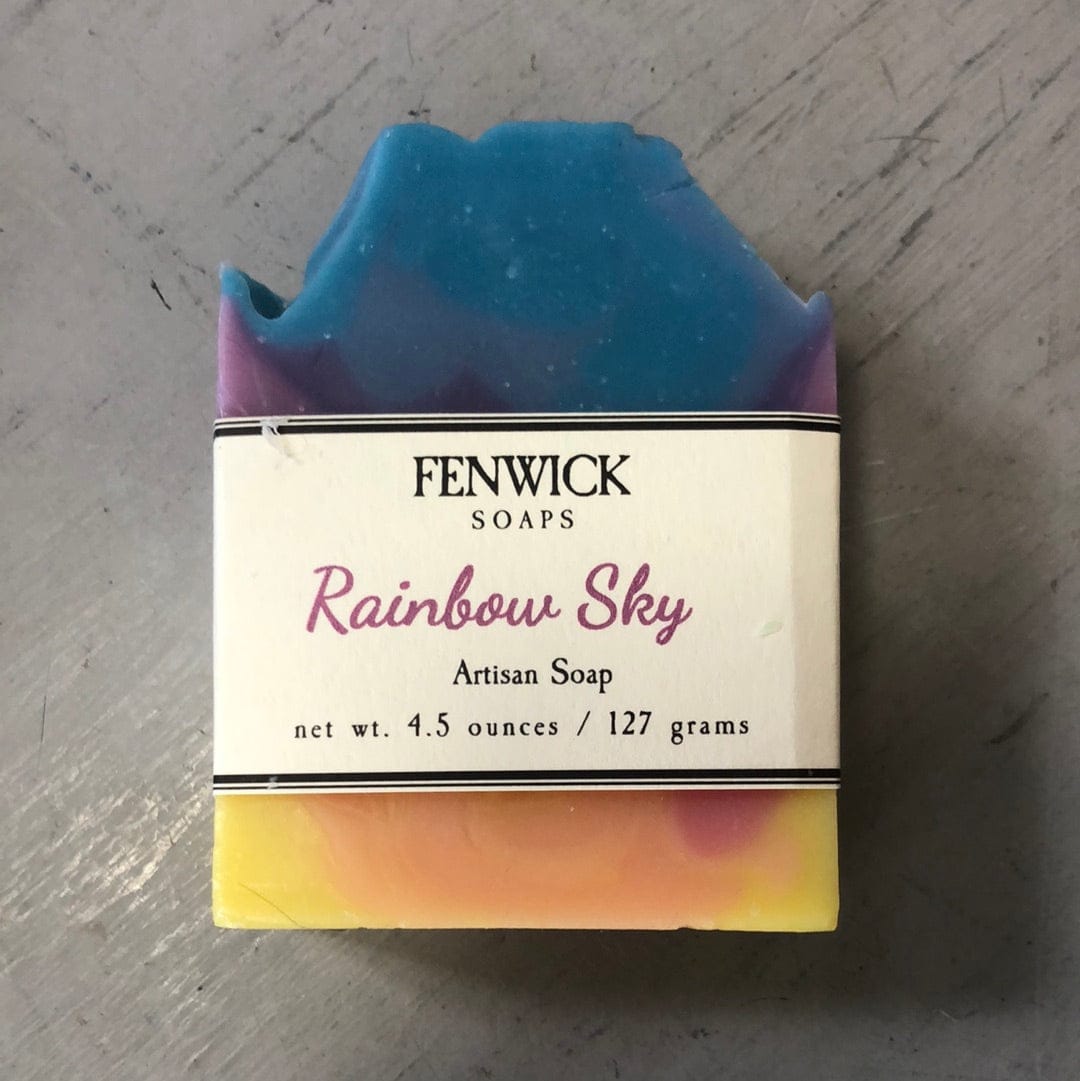 FENWICK
SOAPS
Rainbow Sky
Artisan Soap
net wt. 4.5 ounces / 127 grams